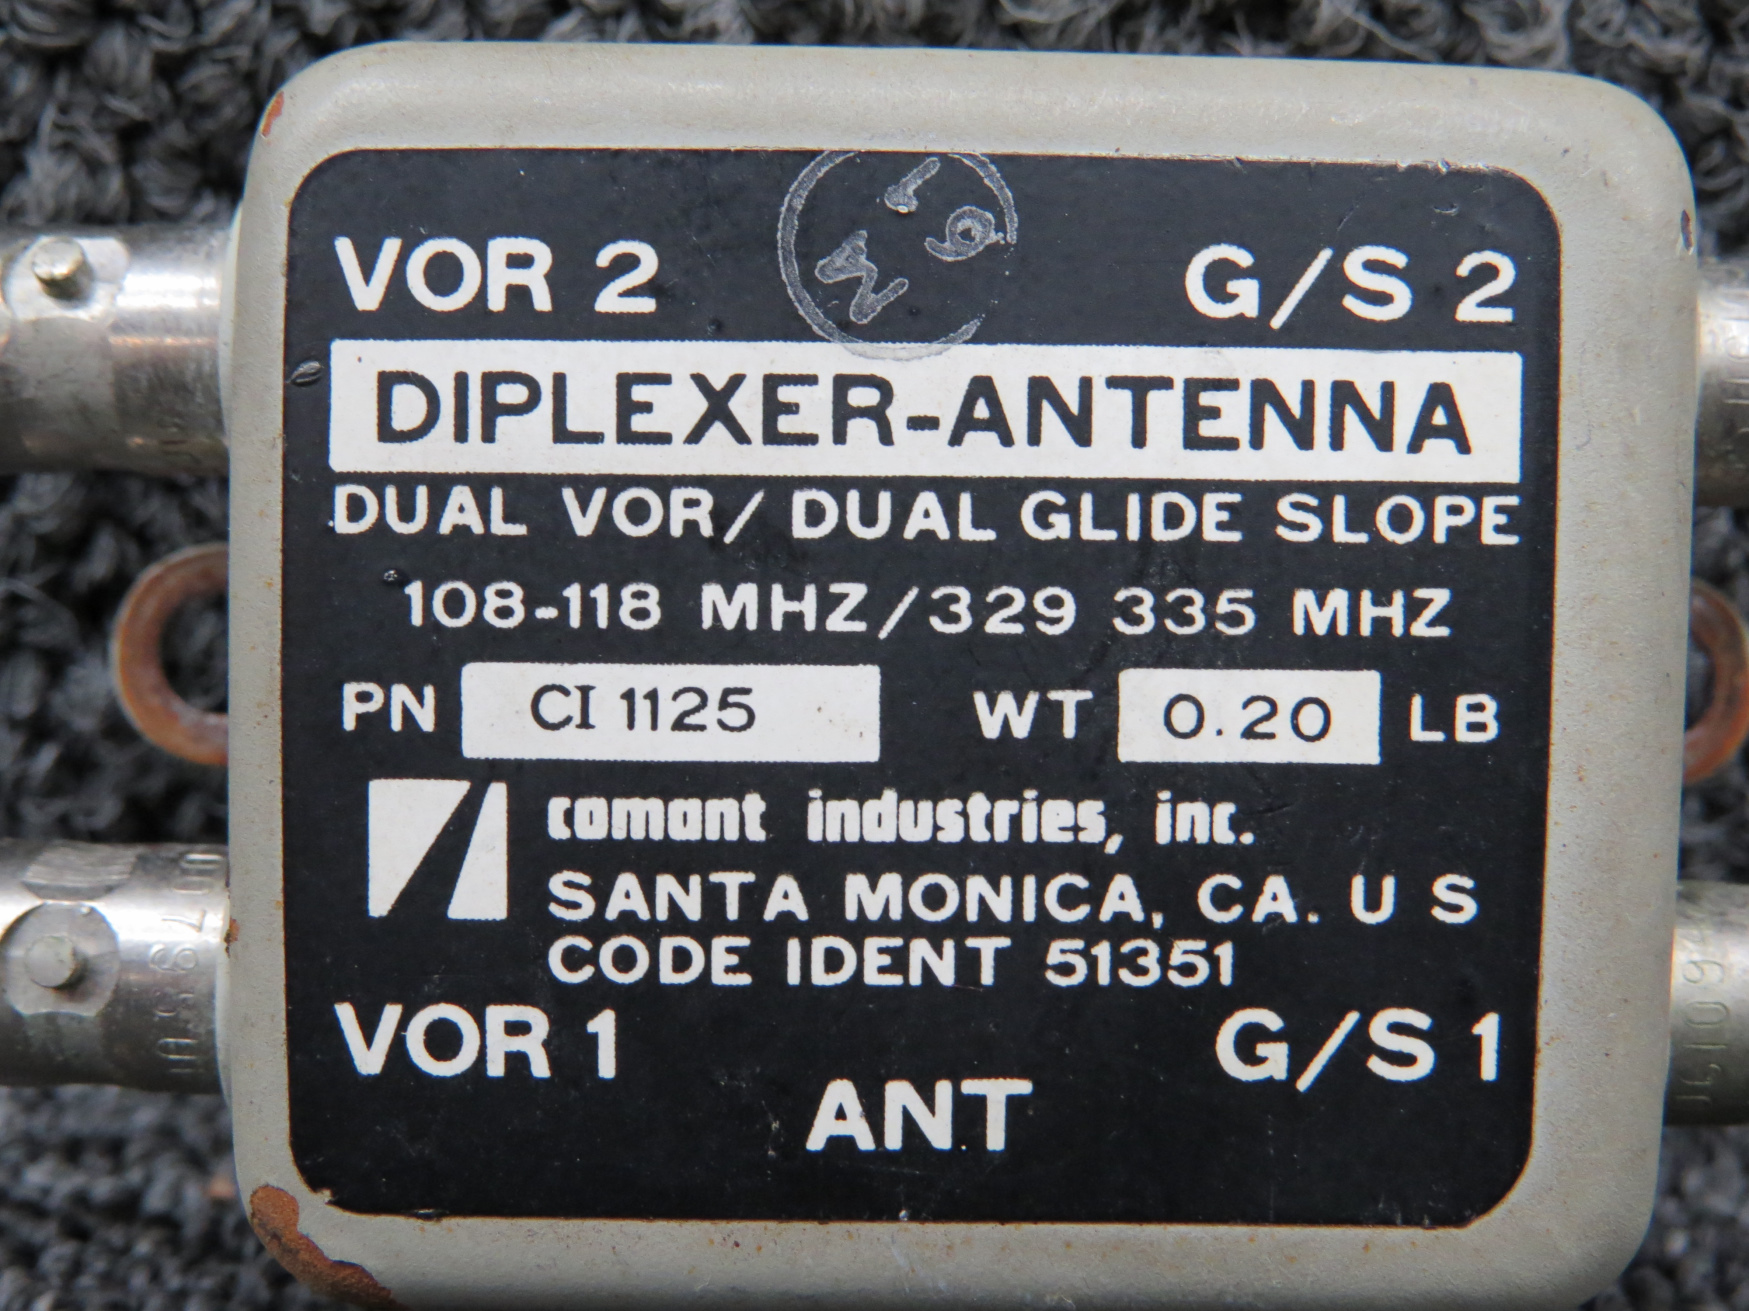 VOR 2 G/S 2
DIPLEXER-ANTENNA
DUAL VOR/ DUAL GLIDE SLOPE
108-118 MHZ/329 335 MHZ
PN CI 1125 WT 0.20 LB
comant industries, inc.
SANTA MONICA, CA. U S
CODE IDENT 51351
VOR 1 G/S 1
ANT